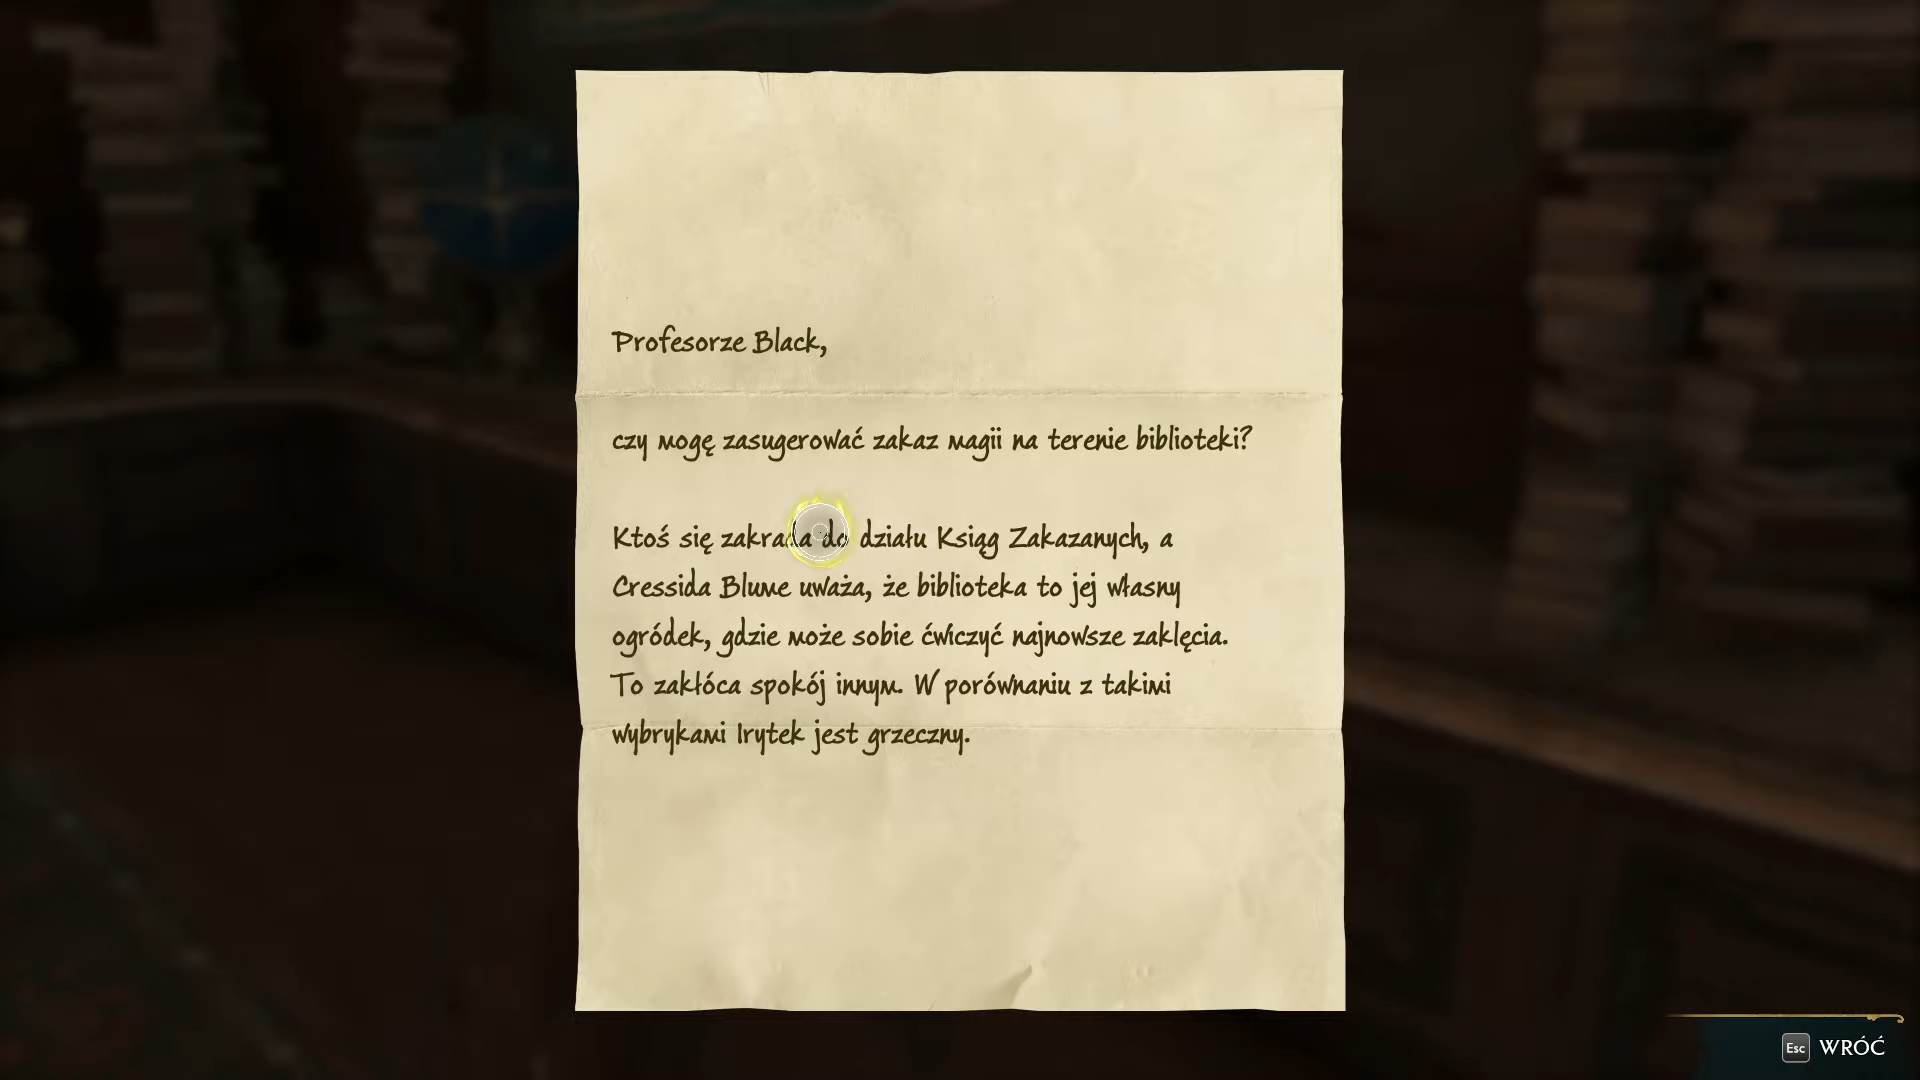 Profesorze Black,
czy mogę zasugerować zakaz magii na terenie biblioteki?
Ktoś się zakrada do działu Ksiąg Zakazanych, a
Cressida Blume uważa, że biblioteka to jej własny
ogródek, gdzie może sobie ćwiczyć najnowsze zaklęcia.
To zakłóca spokój innym. W porównaniu z takimi
wybrykami Irytek jest grzeczny.
Esc WRÓĆ